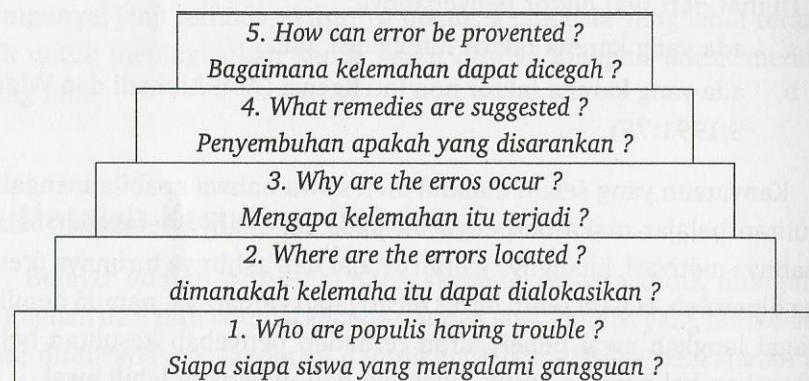 5. How can error be provented ?
Bagaimana kelemahan dapat dicegah ?
4. What remedies are suggested ?
Penyembuhan apakah yang disarankan ?
3. Why are the erros occur ?
Mengapa kelemahan itu terjadi ?
2. Where are the errors located ?
dimanakah kelemahan itu dapat dialokasikan ?
1. Who are populis having trouble ?
Siapa siapa siswa yang mengalami gangguan ?